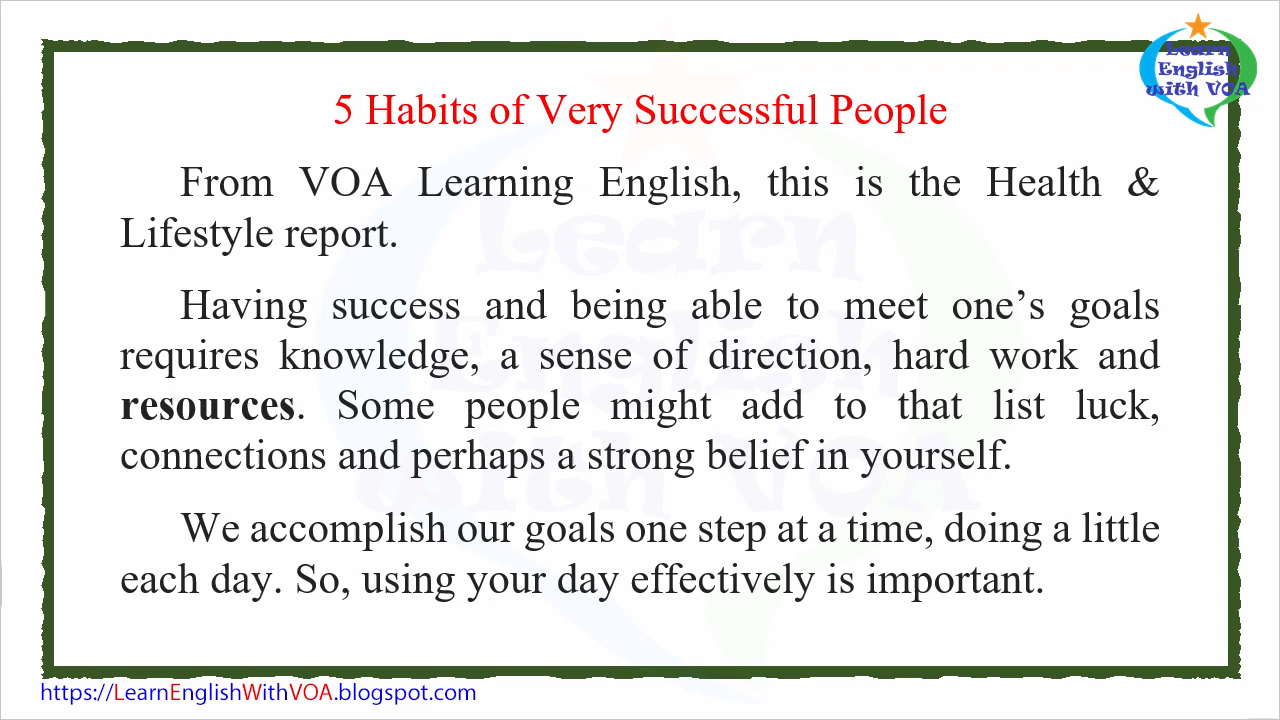 Learn
English
with VOA
5 Habits of Very Successful People
From VOA Learning English, this is the Health &
Lifestyle report.
Having success and being able to meet one’s goals
requires knowledge, a sense of direction, hard work and
resources. Some people might add to that list luck,
connections and perhaps a strong belief in yourself.
We accomplish our goals one step at a time, doing a little
each day. So, using your day effectively is important.
Learn
English
with VOA
https://LearnEnglishWithVOA.blogspot.com